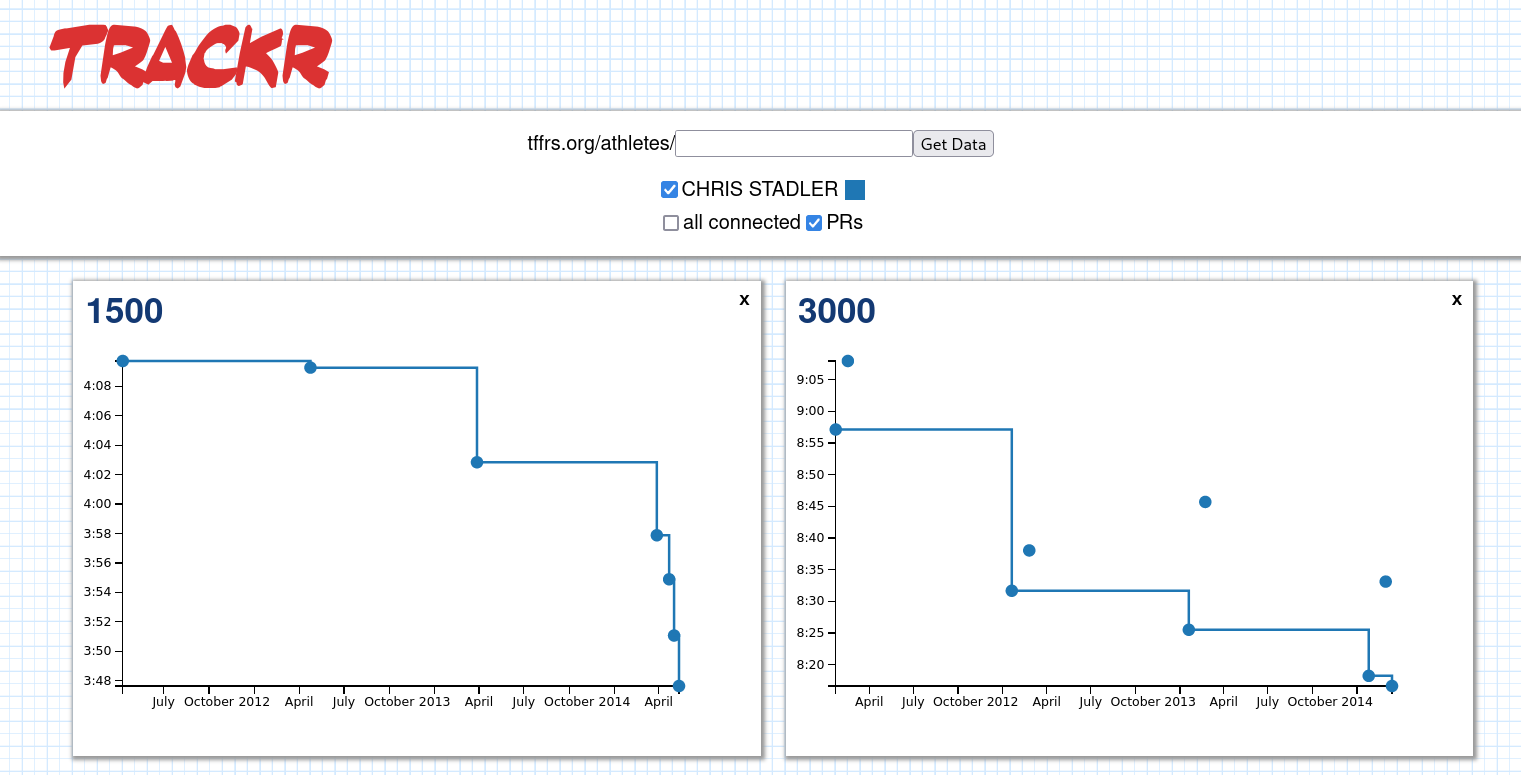 TRACKR
tffrs.org/athletes/ Get Data
CHRIS STADLER
all connected PRs
1500 x
4:08
4:06
4:04
4:02
4:00
3:58
3:56
3:54
3:52
3:50
3:48
July October 2012 April July October 2013 April July October 2014 April
3000 x
9:05
9:00
8:55
8:50
8:45
8:40
8:35
8:30
8:25
8:20
April July October 2012 April July October 2013 April July October 2014